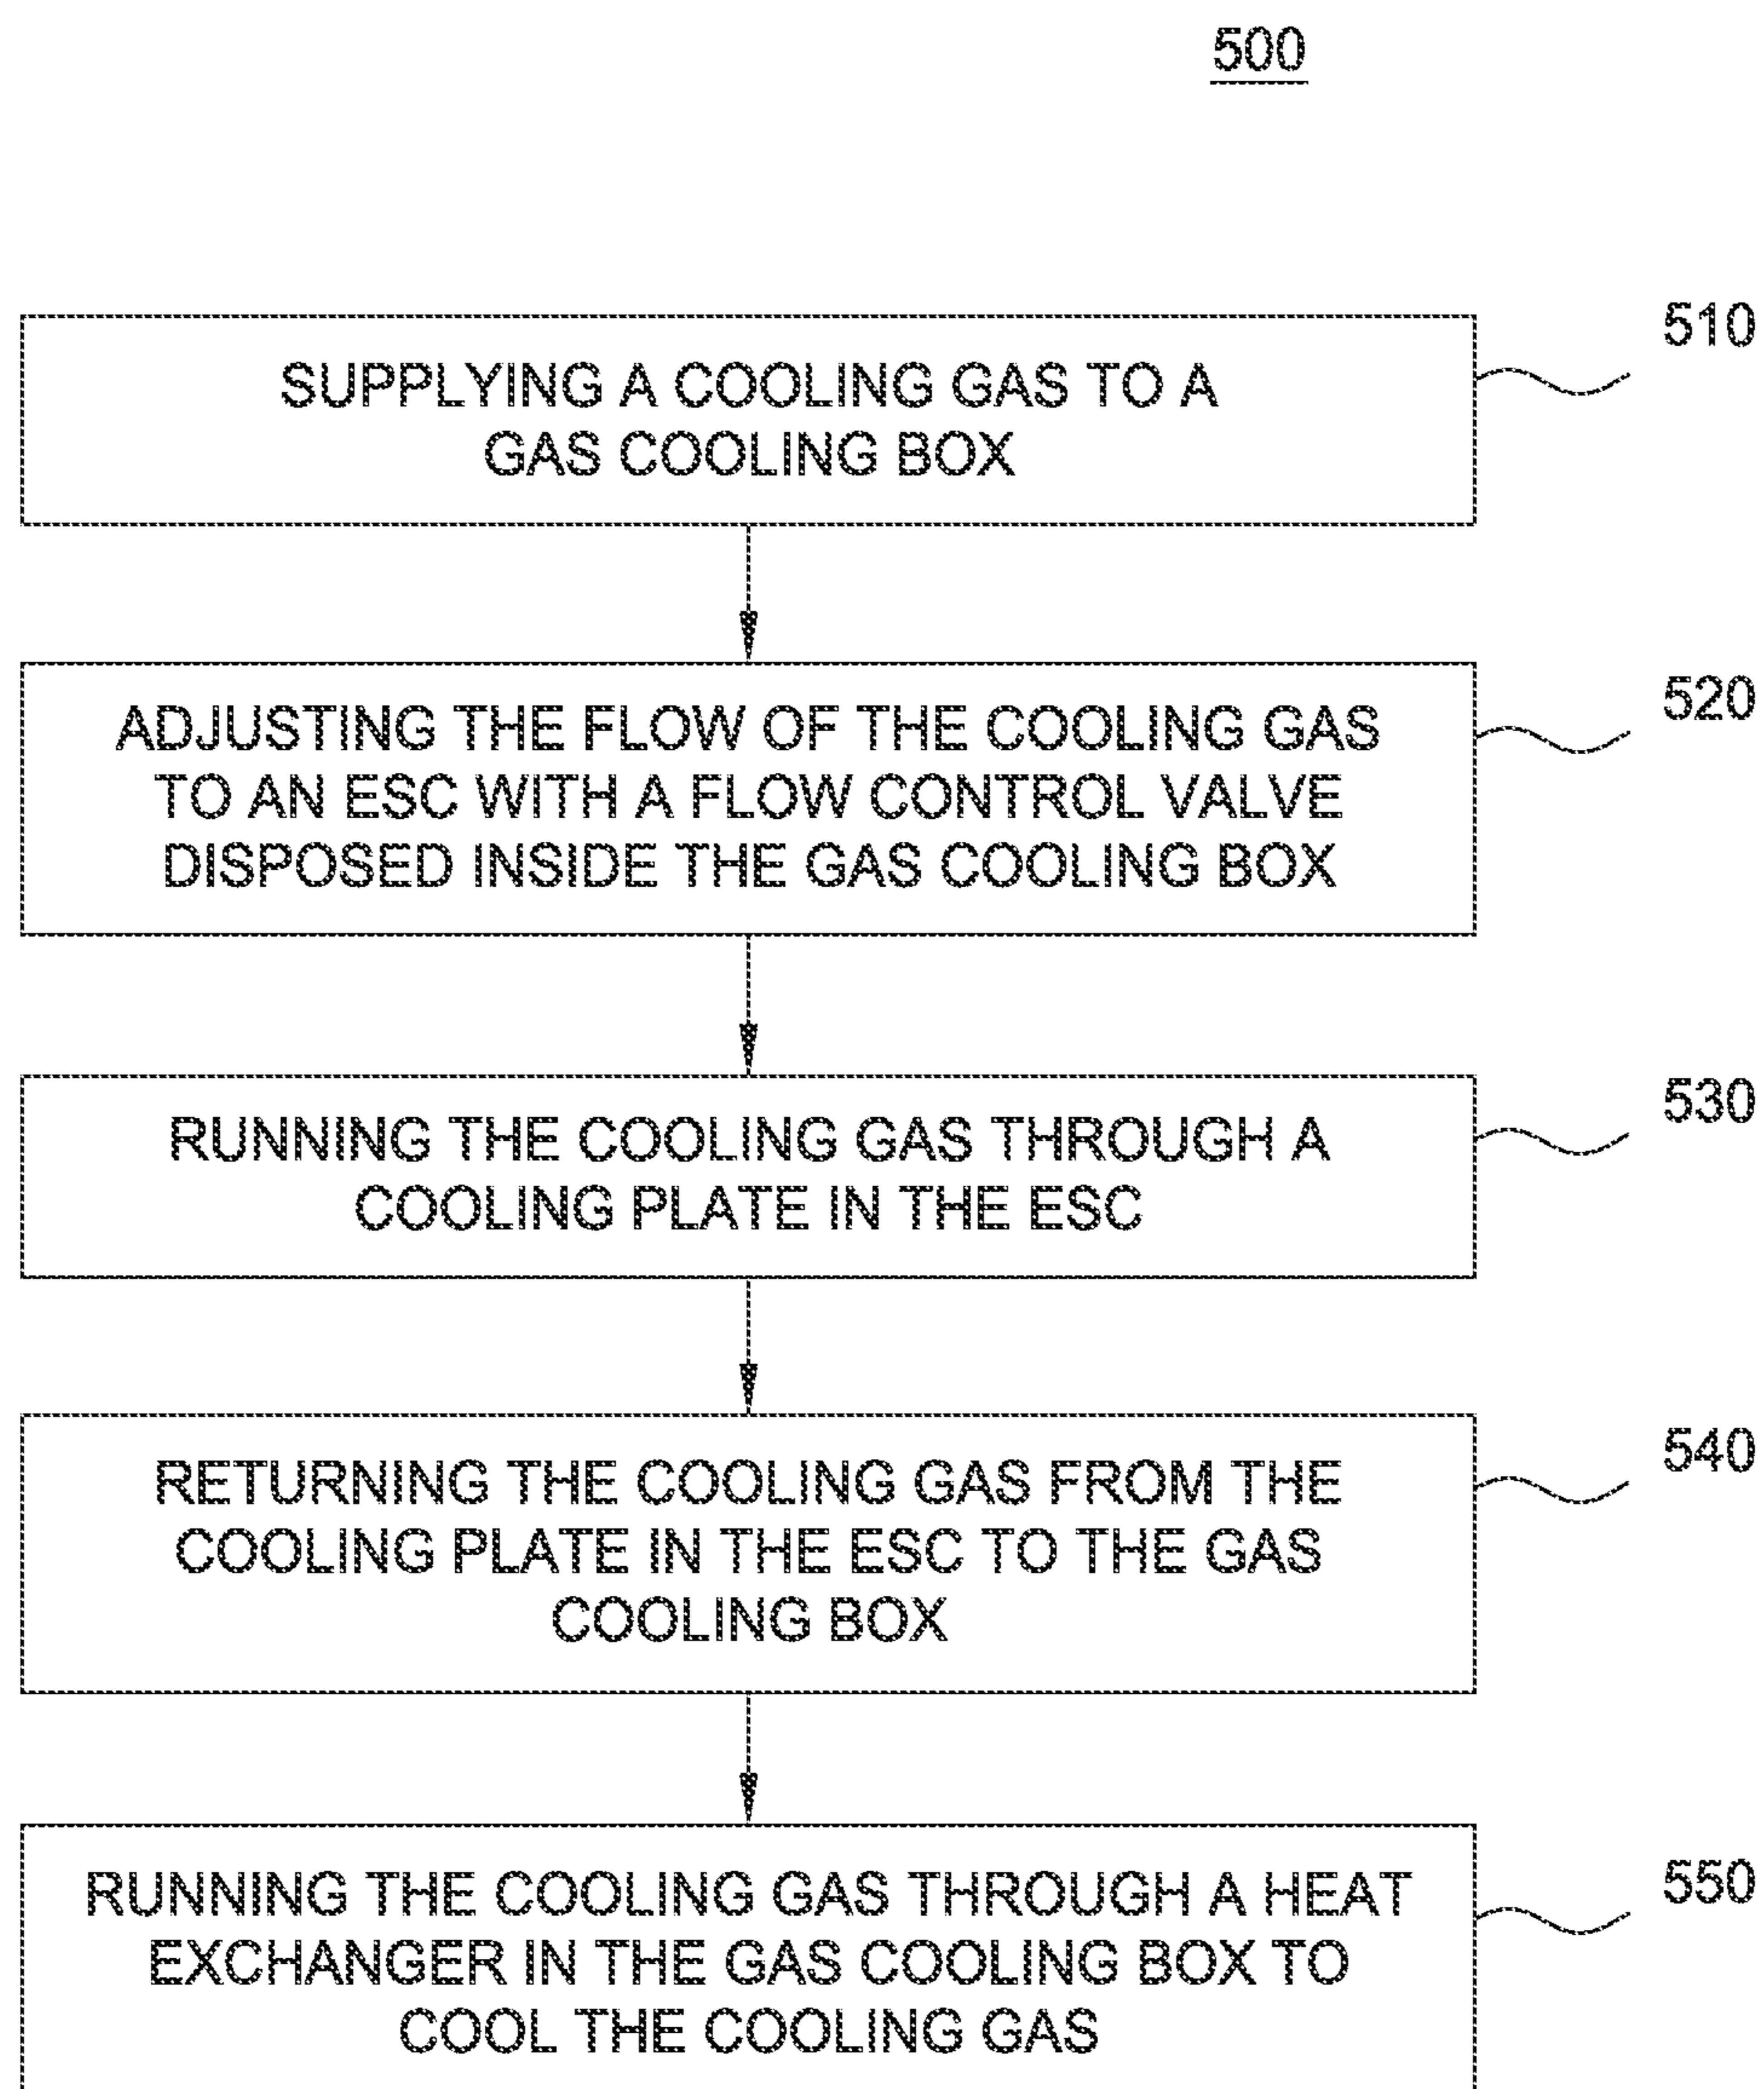 500
510
SUPPLYING A COOLING GAS TO A
GAS COOLING BOX
520
ADJUSTING THE FLOW OF THE COOLING GAS
TO AN ESC WITH A FLOW CONTROL VALVE
DISPOSED INSIDE THE GAS COOLING BOX
530
RUNNING THE COOLING GAS THROUGH A
COOLING PLATE IN THE ESC
540
RETURNING THE COOLING GAS FROM THE
COOLING PLATE IN THE ESC TO THE GAS
COOLING BOX
550
RUNNING THE COOLING GAS THROUGH A HEAT
EXCHANGER IN THE GAS COOLING BOX TO
COOL THE COOLING GAS